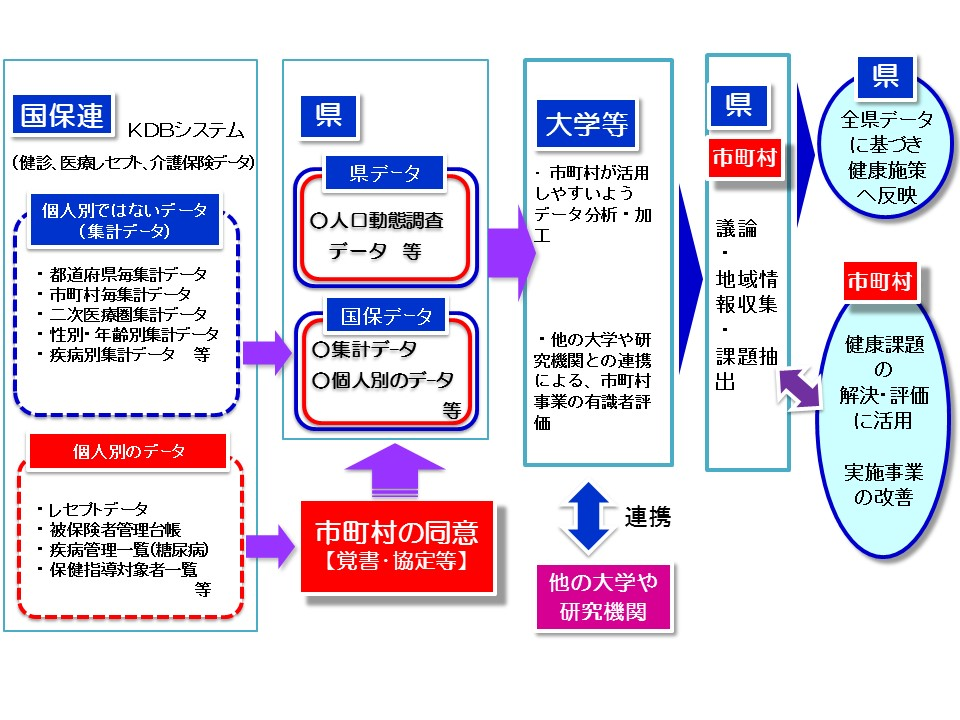 国保連
KDBシステム
（健診、医療レセプト、介護保険データ）
個人別ではないデータ
（集計データ）
・都道府県毎集計データ
・市町村毎集計データ
・二次医療圏集計データ
・性別・年齢別集計データ
・疾病別集計データ　等
個人別のデータ
・レセプトデータ
・被保険者管理台帳
・疾病管理一覧（糖尿病）
・保健指導対象者一覧
等
県
県データ
〇人口動態調査
データ　等
国保データ
〇集計データ
〇個人別のデータ
等
市町村の同意
【覚書・協定等】
大学等
・市町村が活用
しやすいよう
データ分析・加
工
・他の大学や研
究機関との連携
による、市町村
事業の有識者評
価
連携
他の大学や
研究機関
県
市町村
議論
・
地域情
報収集
・
課題抽
出
県
全県データ
に基づき
健康施策
へ反映
市町村
健康課題
の
解決・評価
に活用
実施事業
の改善